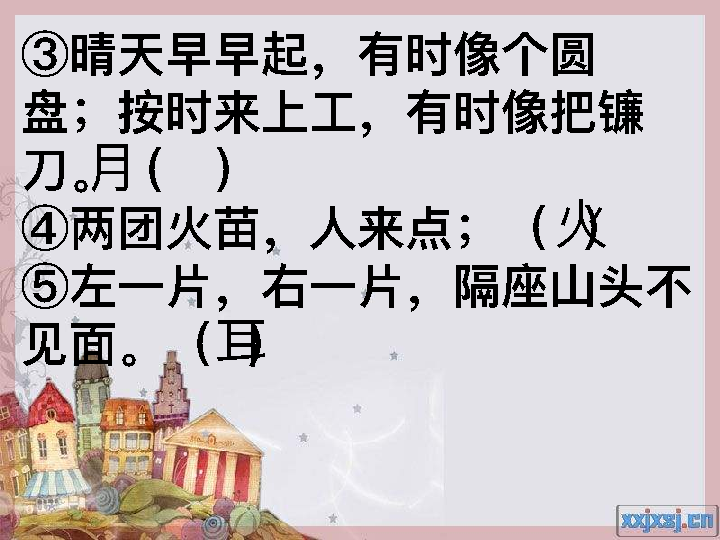 ③晴天早早起，有时像个圆
盘；按时来上工，有时像把镰
刀。月（ ）
④两团火苗，人来点；（火）
⑤左一片，右一片，隔座山头不
见面。（耳）
xxjxsj.cn